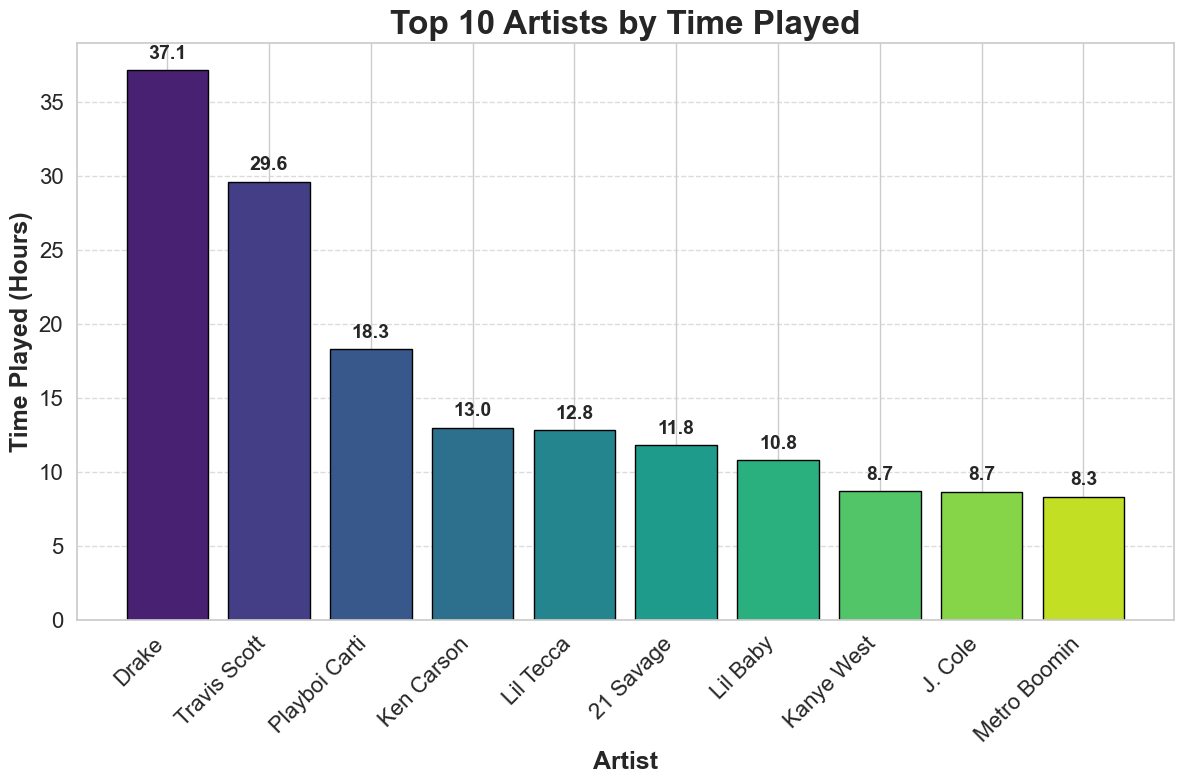 Top 10 Artists by Time Played
37.1
29.6
18.3
13.0
12.8
11.8
10.8
8.7
8.7
8.3
Time Played (Hours)
35
30
25
20
15
10
5
0
Drake
Travis Scott
Playboi Carti
Ken Carson
Lil Tecca
21 Savage
Lil Baby
Kanye West
J. Cole
Metro Boomin
Artist